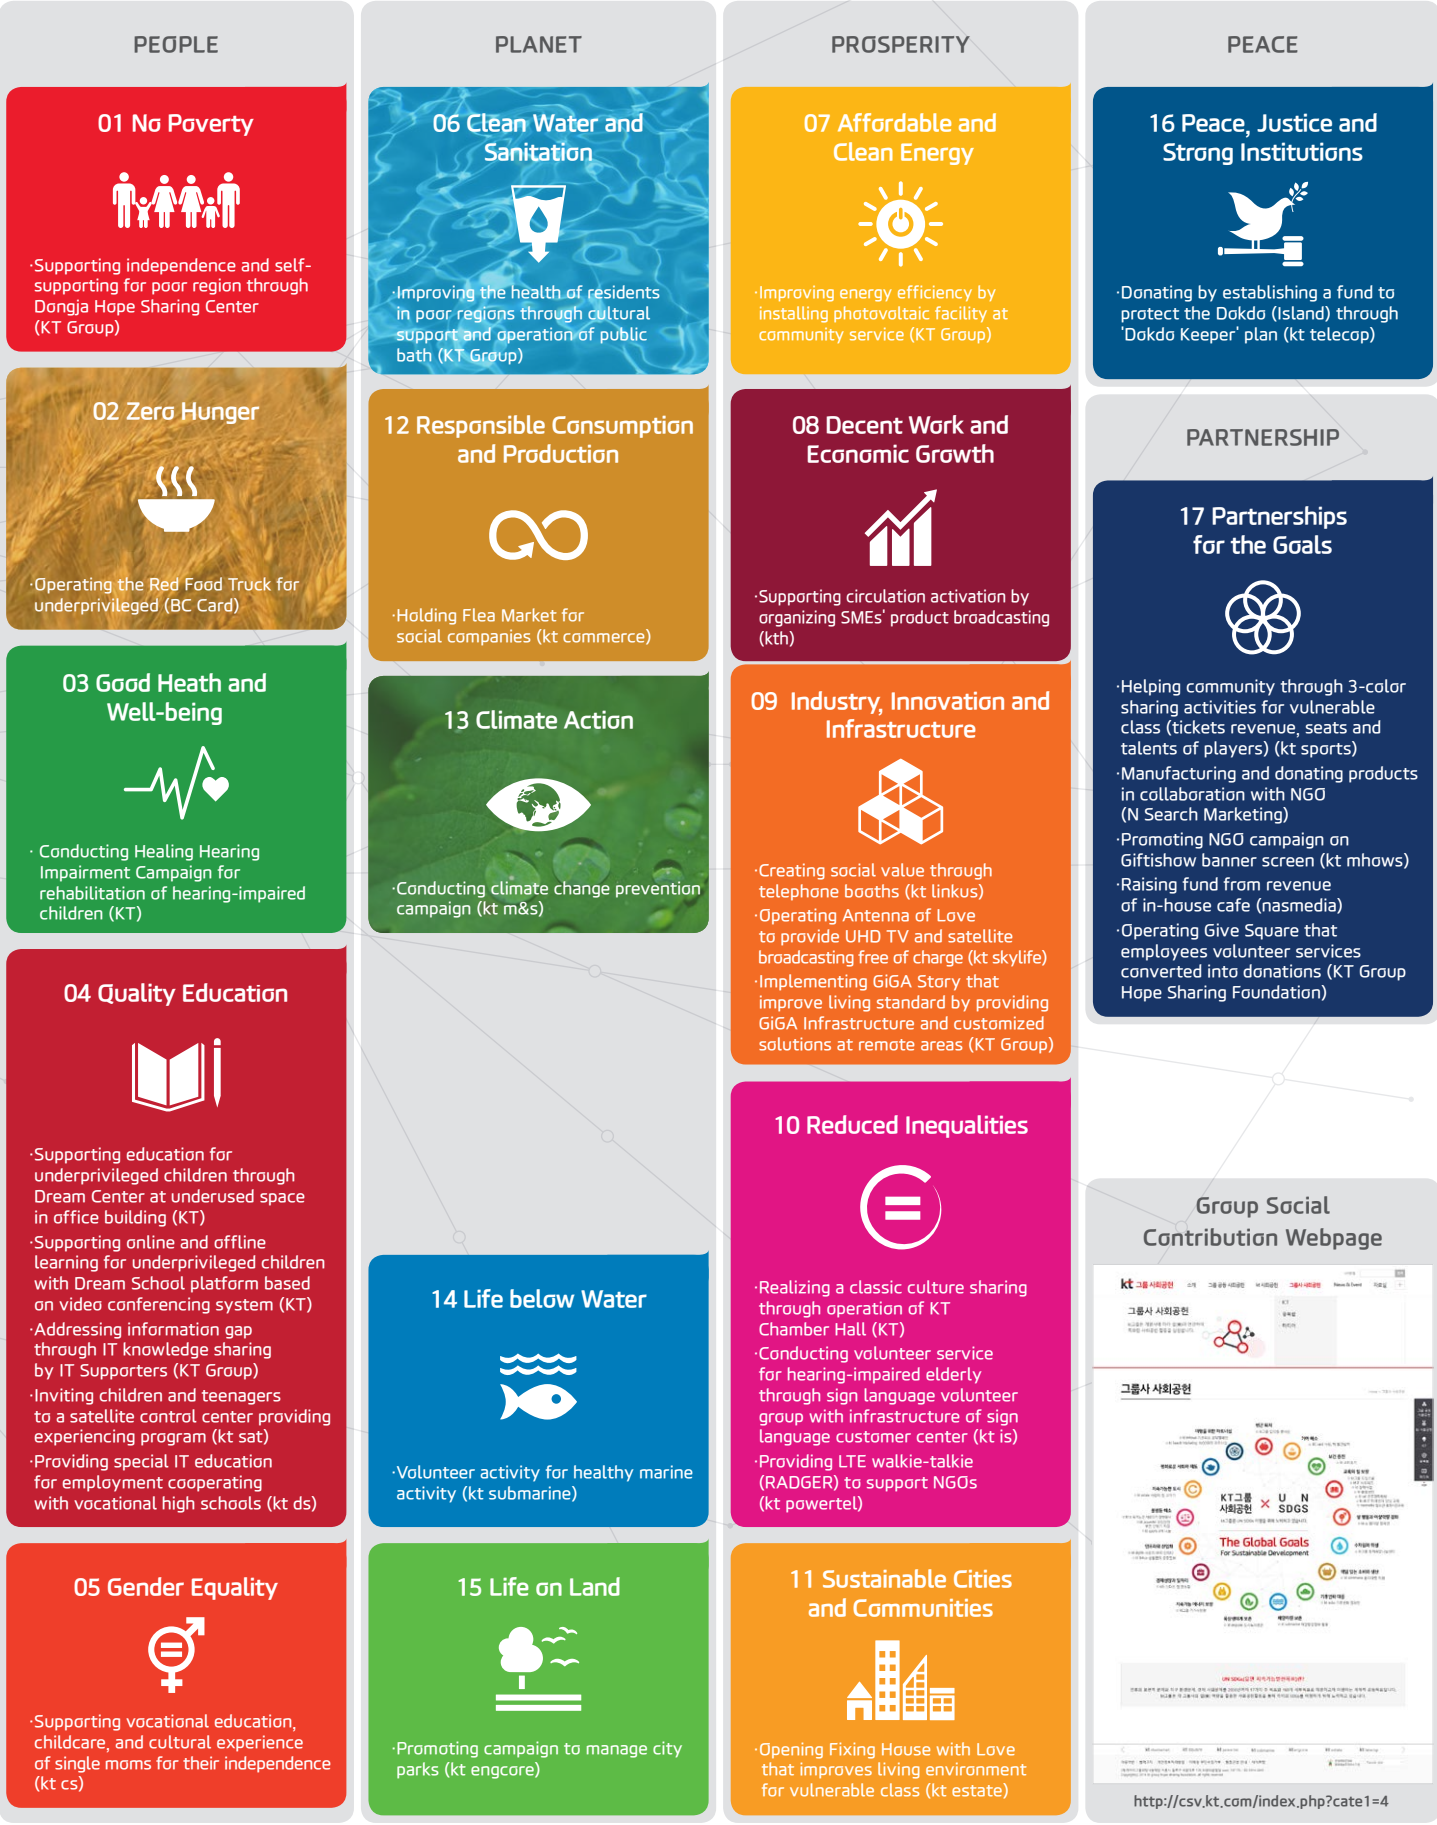 PEOPLE
01 No Poverty
·Supporting independence and self-
supporting for poor region through
Dongja Hope Sharing Center
(KT Group)
02 Zero Hunger
·Operating the Red Food Truck for
underprivileged (BC Card)
03 Good Heath and
Well-being
· Conducting Healing Hearing
Impairment Campaign for
rehabilitation of hearing-impaired
children (KT)
04 Quality Education
·Supporting education for
underprivileged children through
Dream Center at underused space
in office building (KT)
·Supporting online and offline
learning for underprivileged children
with Dream School platform based
on video conferencing system (KT)
·Addressing information gap
through IT knowledge sharing
by IT Supporters (KT Group)
·Inviting children and teenagers
to a satellite control center providing
experiencing program (kt sat)
·Providing special IT education
for employment cooperating
with vocational high schools (kt ds)
05 Gender Equality
·Supporting vocational education,
childcare, and cultural experience
of single moms for their independence
(kt cs)
PLANET
06 Clean Water and
Sanitation
·Improving the health of residents
in poor regions through cultural
support and operation of public
bath (KT Group)
12 Responsible Consumption
and Production
·Holding Flea Market for
social companies (kt commerce)
13 Climate Action
·Conducting climate change prevention
campaign (kt m&s)
14 Life below Water
·Volunteer activity for healthy marine
activity (kt submarine)
15 Life on Land
·Promoting campaign to manage city
parks (kt engcore)
PROSPERITY
07 Affordable and
Clean Energy
·Improving energy efficiency by
installing photovoltaic facility at
community service (KT Group)
08 Decent Work and
Economic Growth
·Supporting circulation activation by
organizing SMEs' product broadcasting
(kth)
09 Industry, Innovation and
Infrastructure
·Creating social value through
telephone booths (kt linkus)
·Operating Antenna of Love
to provide UHD TV and satellite
broadcasting free of charge (kt skylife)
·Implementing GiGA Story that
improve living standard by providing
GiGA Infrastructure and customized
solutions at remote areas (KT Group)
10 Reduced Inequalities
·Realizing a classic culture sharing
through operation of KT
Chamber Hall (KT)
·Conducting volunteer service
for hearing-impaired elderly
through sign language volunteer
group with infrastructure of sign
language customer center (kt is)
·Providing LTE walkie-talkie
(RADGER) to support NGOs
(kt powertel)
11 Sustainable Cities
and Communities
·Opening Fixing House with Love
that improves living environment
for vulnerable class (kt estate)
PEACE
16 Peace, Justice and
Strong Institutions
·Donating by establishing a fund to
protect the Dokdo (Island) through
'Dokdo Keeper' plan (kt telecop)
PARTNERSHIP
17 Partnerships
for the Goals
·Helping community through 3-color
sharing activities for vulnerable
class (tickets revenue, seats and
talents of players) (kt sports)
·Manufacturing and donating products
in collaboration with NGO
(N Search Marketing)
·Promoting NGO campaign on
Giftishow banner screen (kt mhows)
·Raising fund from revenue
of in-house cafe (nasmedia)
·Operating Give Square that
employees volunteer services
converted into donations (KT Group
Hope Sharing Foundation)
Group Social
Contribution Webpage
kt 그룹 사회공헌
그룹사 사회공헌
그룹사 사회공헌
KT그룹
사회공헌 × U N
SDGS
The Global Goals
For Sustainable Development
http://csv.kt.com/index.php?cate1=4